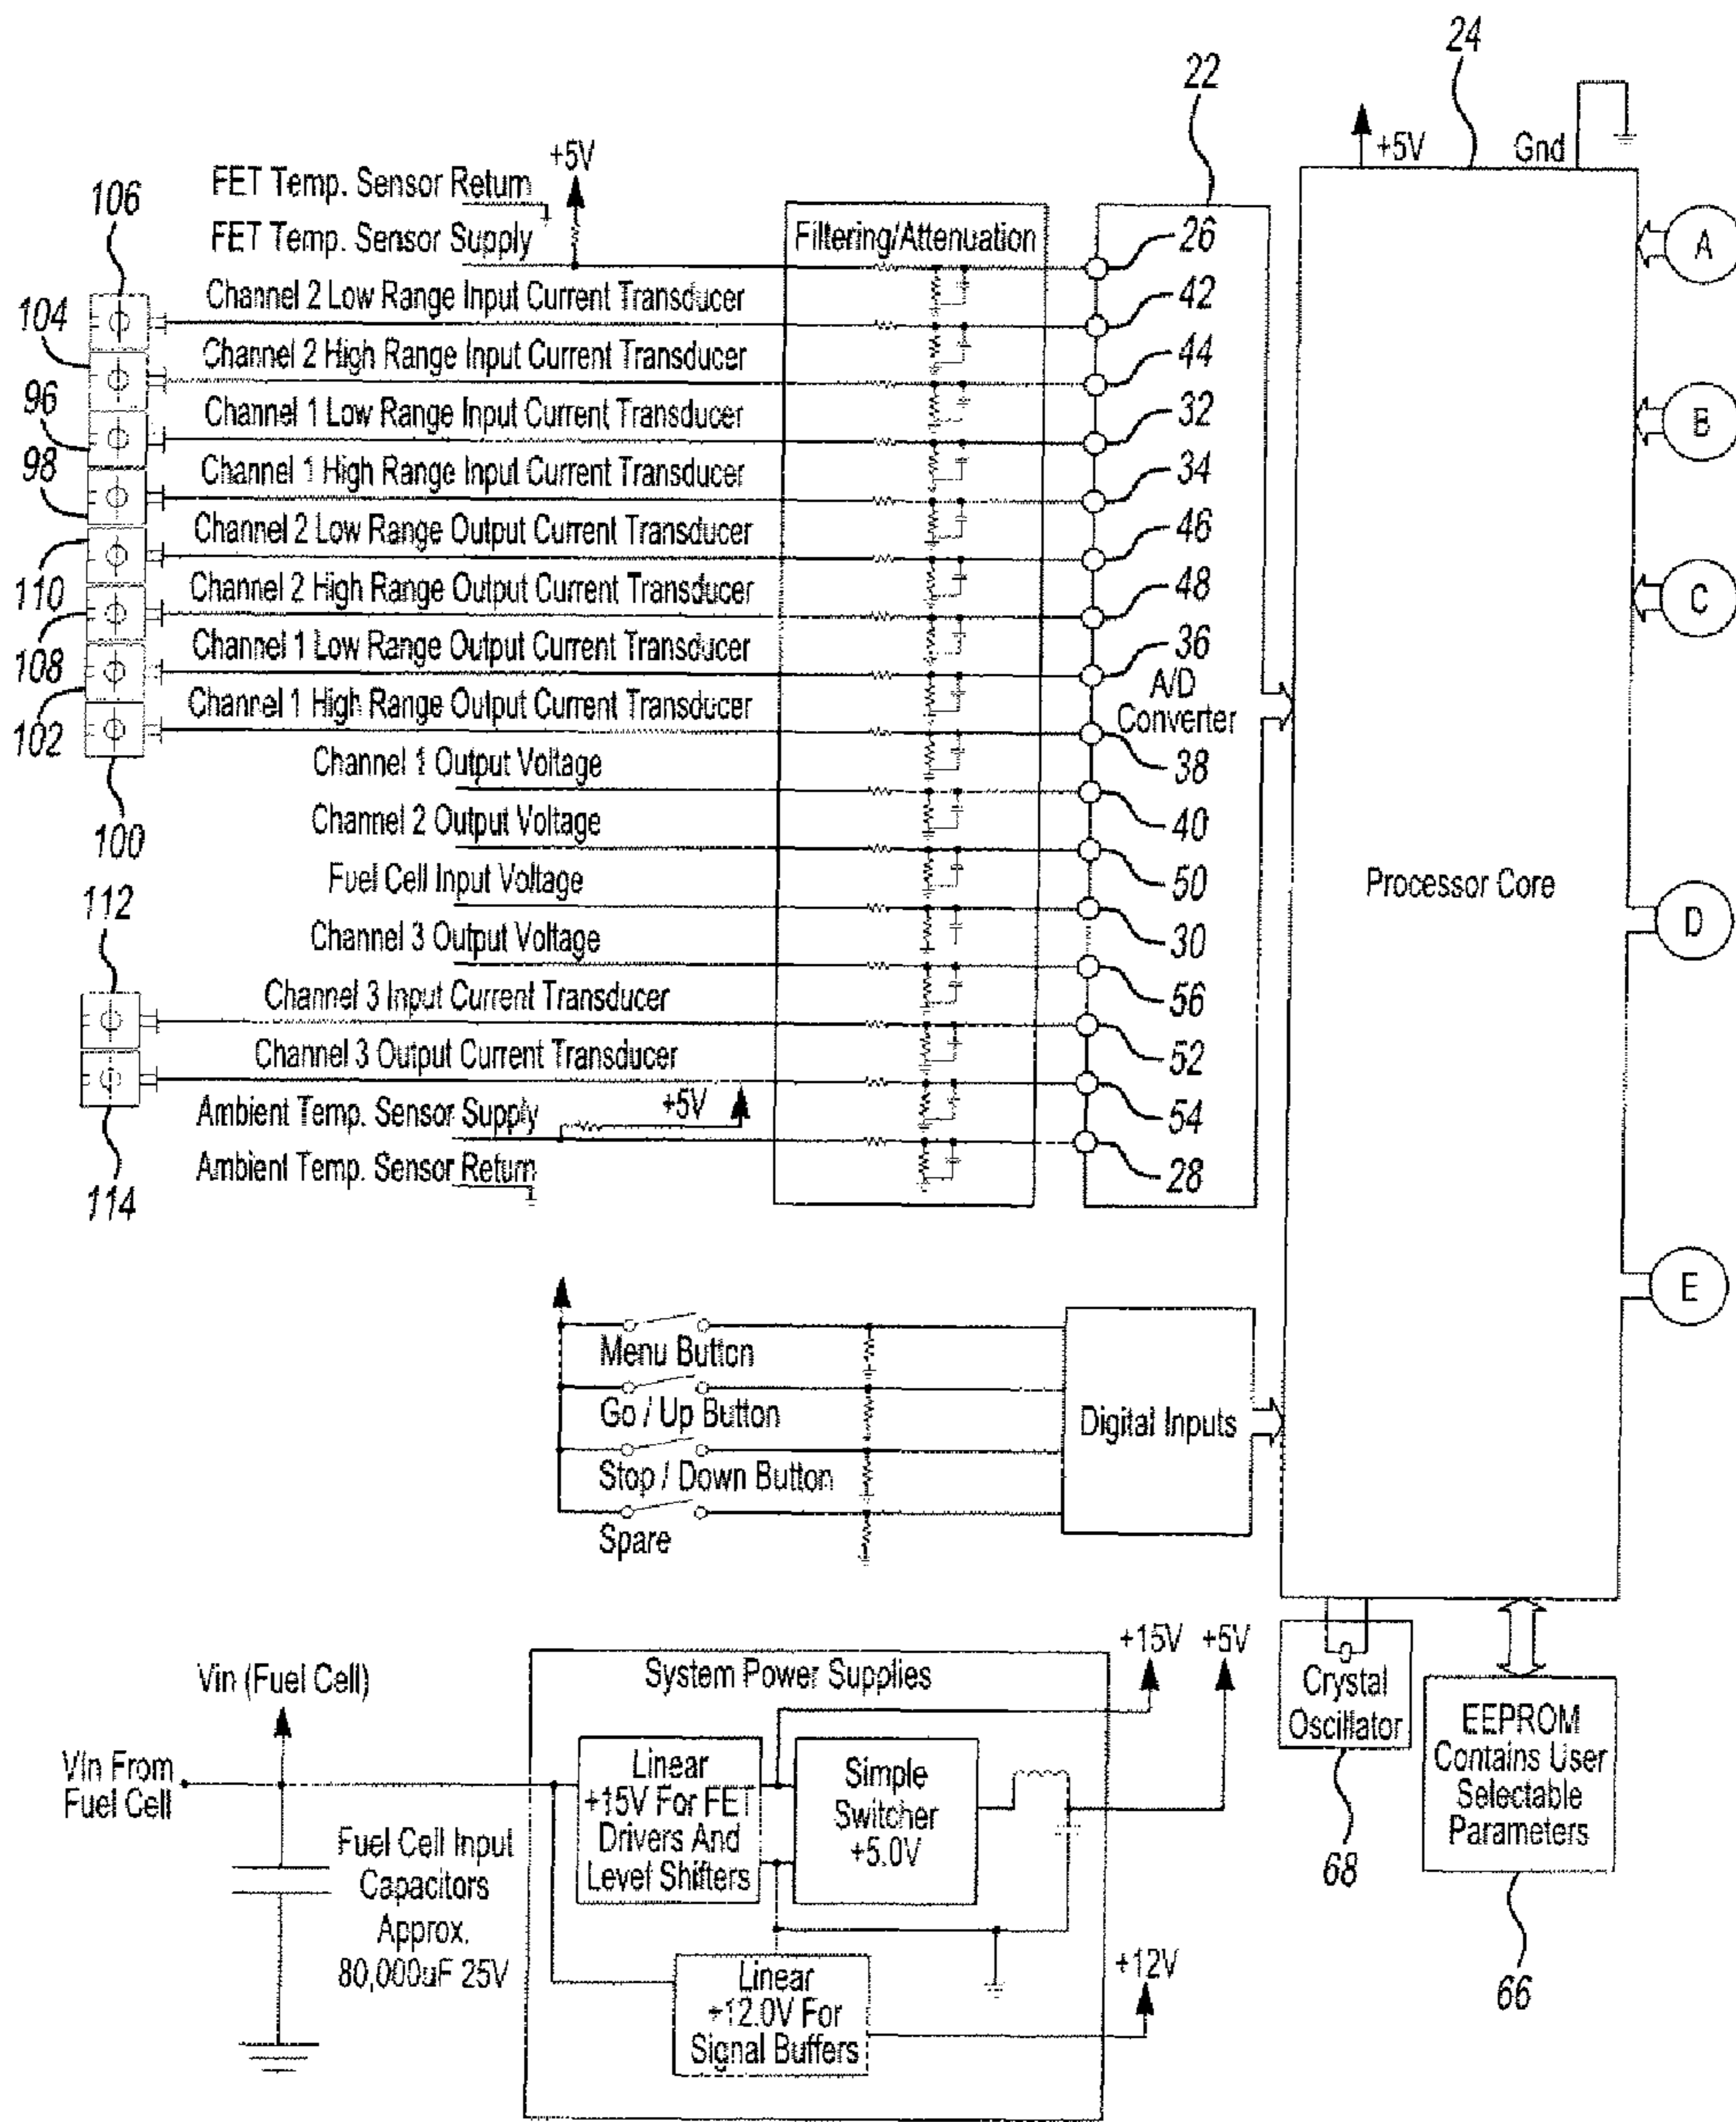 24
22
+5V
Gnd
+5V
FET Temp. Sensor Return
106
FET Temp. Sensor Supply
Filtering/Attenuation
26
A
Channel 2 Low Range Input Current Transducer
42
104
Channel 2 High Range Input Current Transducer
44
96
Channel 1 Low Range Input Current Transducer
32
B
98
Channel 1 High Range Input Current Transducer
34
Channel 2 Low Range Output Current Transducer
46
110
Channel 2 High Range Output Current Transducer
48
C
108
Channel 1 Low Range Output Current Transducer
36
A/D
Converter
102
Channel 1 High Range Output Current Transducer
38
Channel 1 Output Voltage
100
40
Channel 2 Output Voltage
50
Fuel Cell Input Voltage
Processor Core
112
30
D
Channel 3 Output Voltage
56
Channel 3 Input Current Transducer
52
Channel 3 Output Current Transducer
54
+5V
Ambient Temp. Sensor Supply
Ambient Temp. Sensor Return
28
114
E
Menu Button
Go / Up Button
Digital Inputs
Stop / Down Button
Spare
+15V
+5V
System Power Supplies
Vin (Fuel Cell)
Crystal
Oscillator
EEPROM
Contains User
Selectable
Parameters
Vin From
Fuel Cell
Linear
+15V For FET
Drivers And
Level Shifters
Simple
Switcher
+5.0V
Fuel Cell Input
Capacitors
Approx.
80,000uF 25V
68
66
+12V
Linear
+12.0V For
Signal Buffers